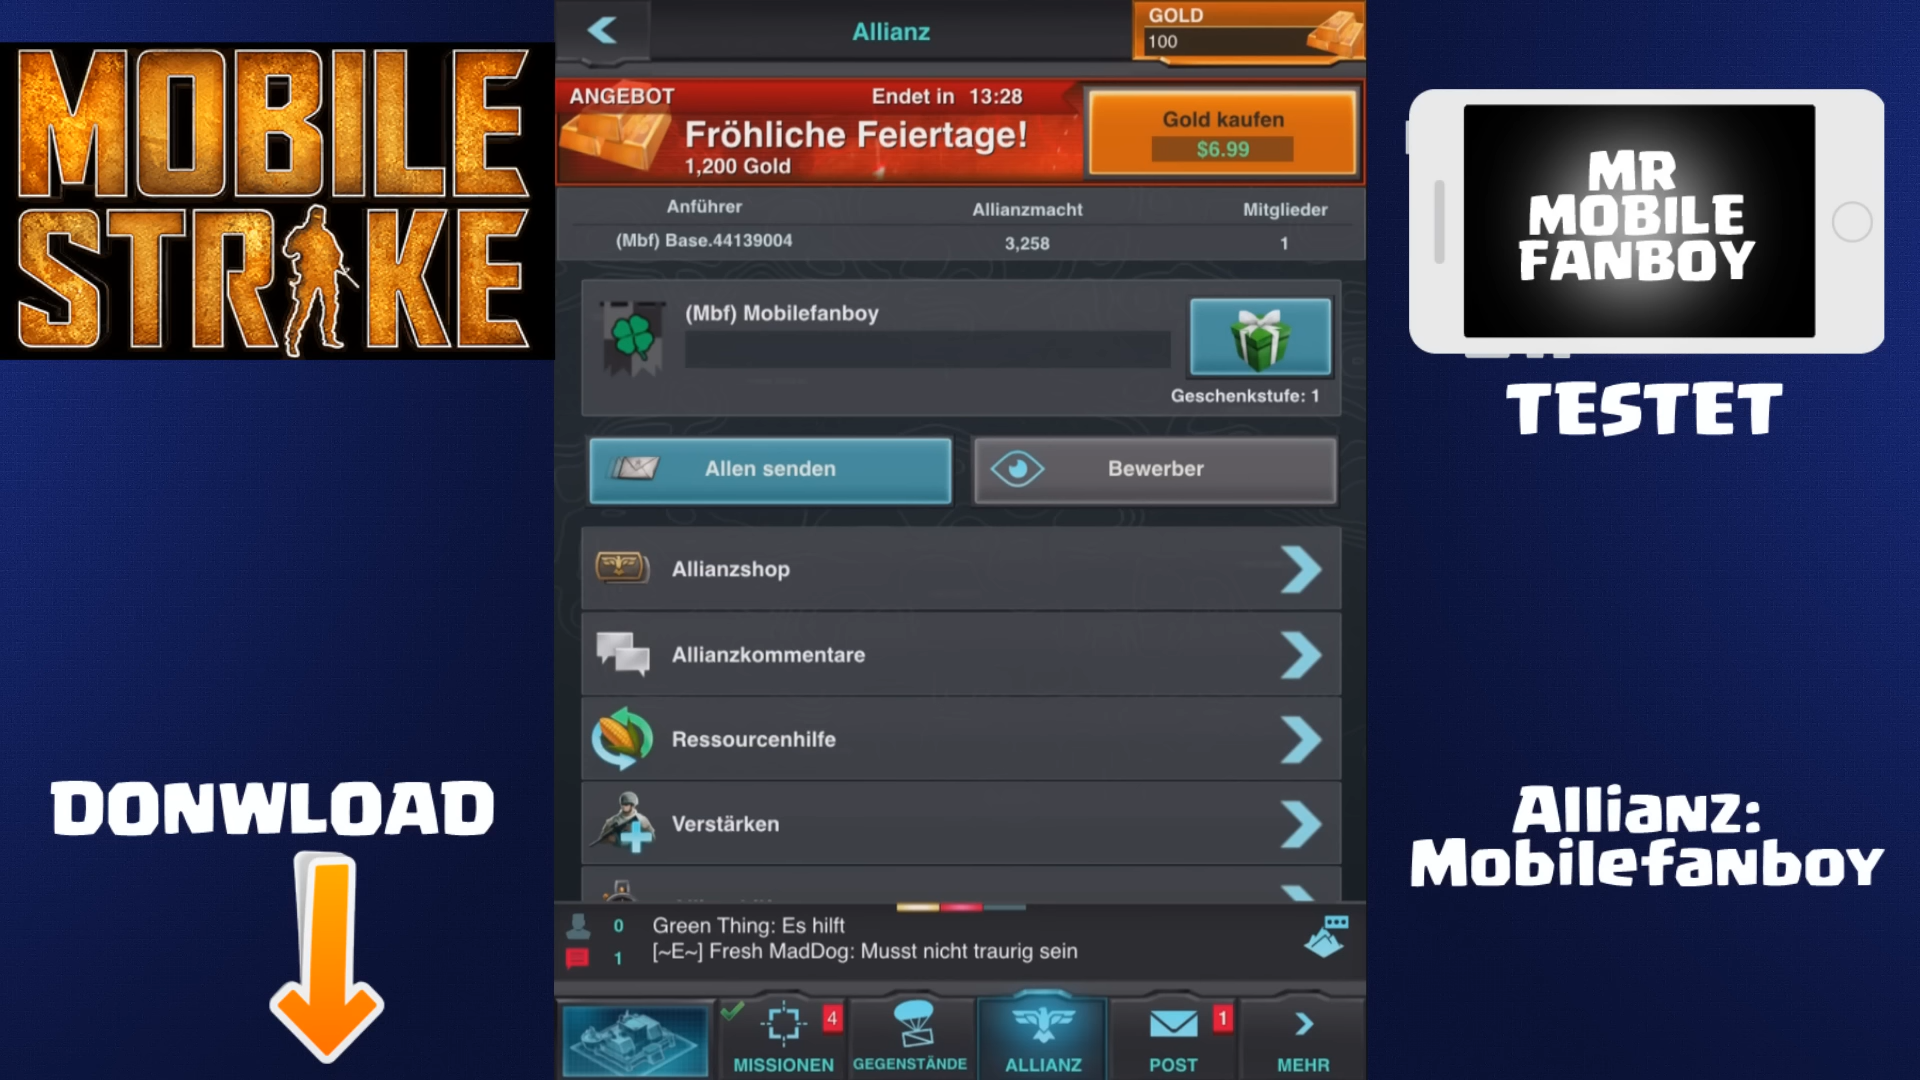 MOBILE
STRIKE
Allianz
GOLD
100
ANGEBOT
Endet in 13:28
Fröhliche Feiertage!
1,200 Gold
Gold kaufen
$6.99
Anführer
Allianzmacht
Mitglieder
(Mbf) Base.44139004
3,258
1
(Mbf) Mobilefanboy
Geschenkstufe: 1
Allen senden
Bewerber
Allianzshop
Allianzkommentare
Ressourcenhilfe
Verstärken
0
Green Thing: Es hilft
1
[~E~] Fresh MadDog: Musst nicht traurig sein
4
1
MISSIONEN
GEGENSTÄNDE
ALLIANZ
POST
MEHR
DONWLOAD
MR
MOBILE
FANBOY
TESTET
Allianz:
Mobilefanboy